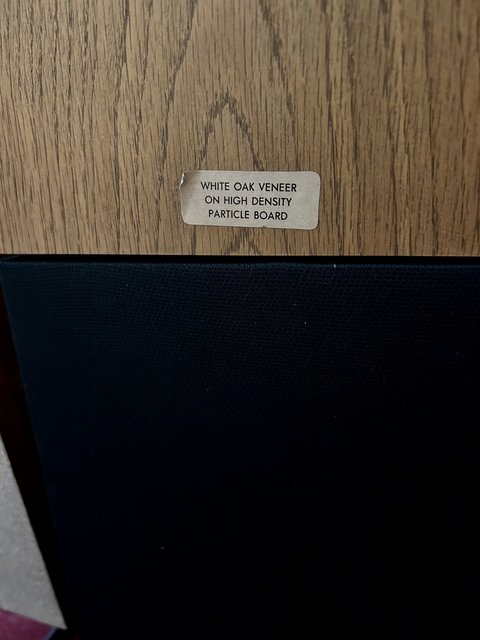 WHITE OAK VENEER
ON HIGH DENSITY
PARTICLE BOARD